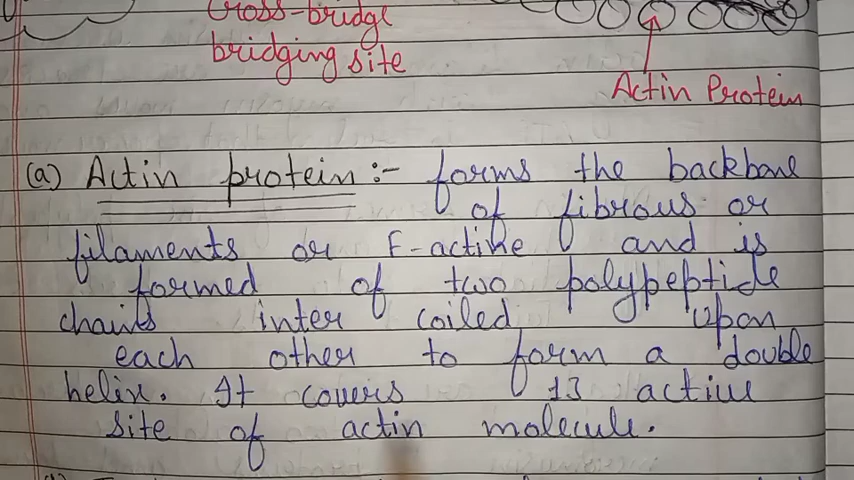 Cross-bridge
bridging site
Actin Protein
(a) Actin protein :- forms the backbone
of fibrous or
filaments or F-active and is
formed of two polypeptide
chains inter coiled upon
each other to form a double
helix. It covers 13 active
site of actin molecule.